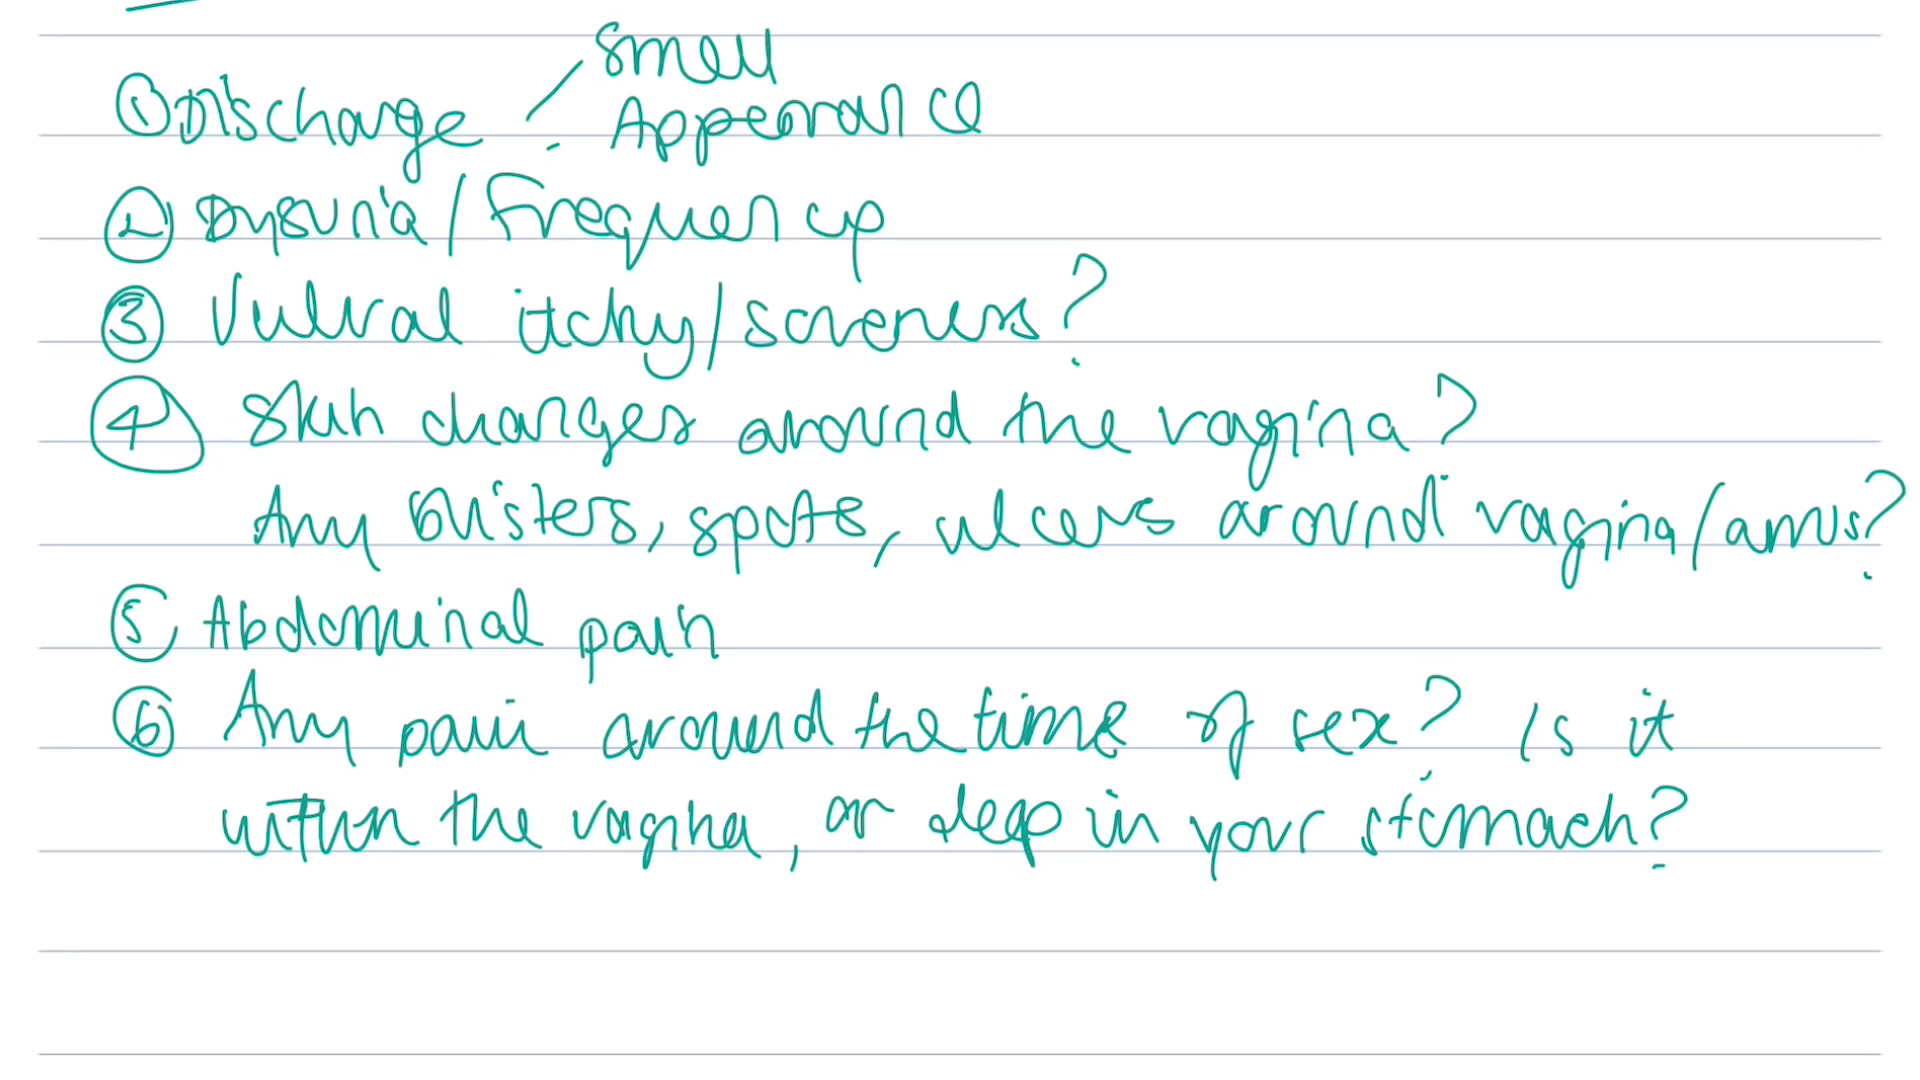 Smell
① Discharge Appearance
② Dysuria/Frequency
③ Vulval itchy/soreness?
④ Skin changes around the vagina?
Any blisters, spots, ulcers around vagina/anus?
⑤ Abdominal pain
⑥ Any pain around the time of sex? Is it
within the vagina, or deep in your stomach?